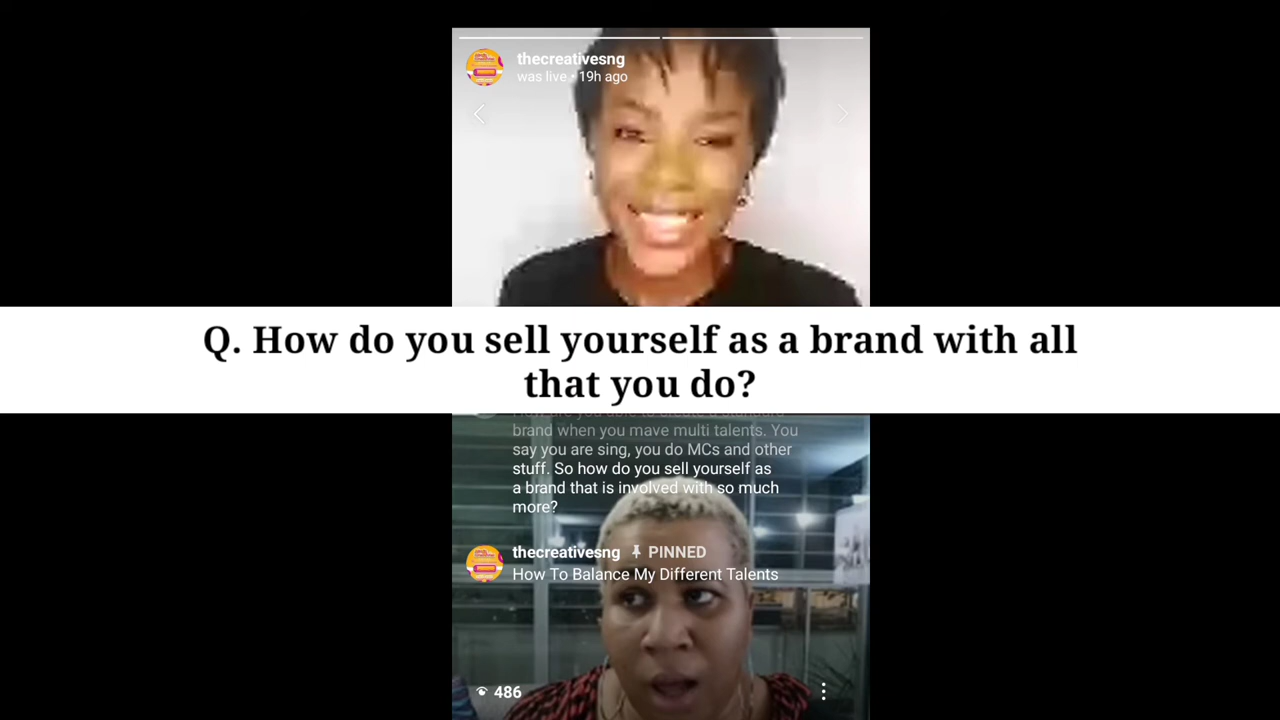 thecreativesng
was live • 19h ago
Q. How do you sell yourself as a brand with all
that you do?
brand when you mave multi talents. You
say you are sing, you do MCs and other
stuff. So how do you sell yourself as
a brand that is involved with so much
more?
thecreativesng PINNED
How To Balance My Different Talents
486